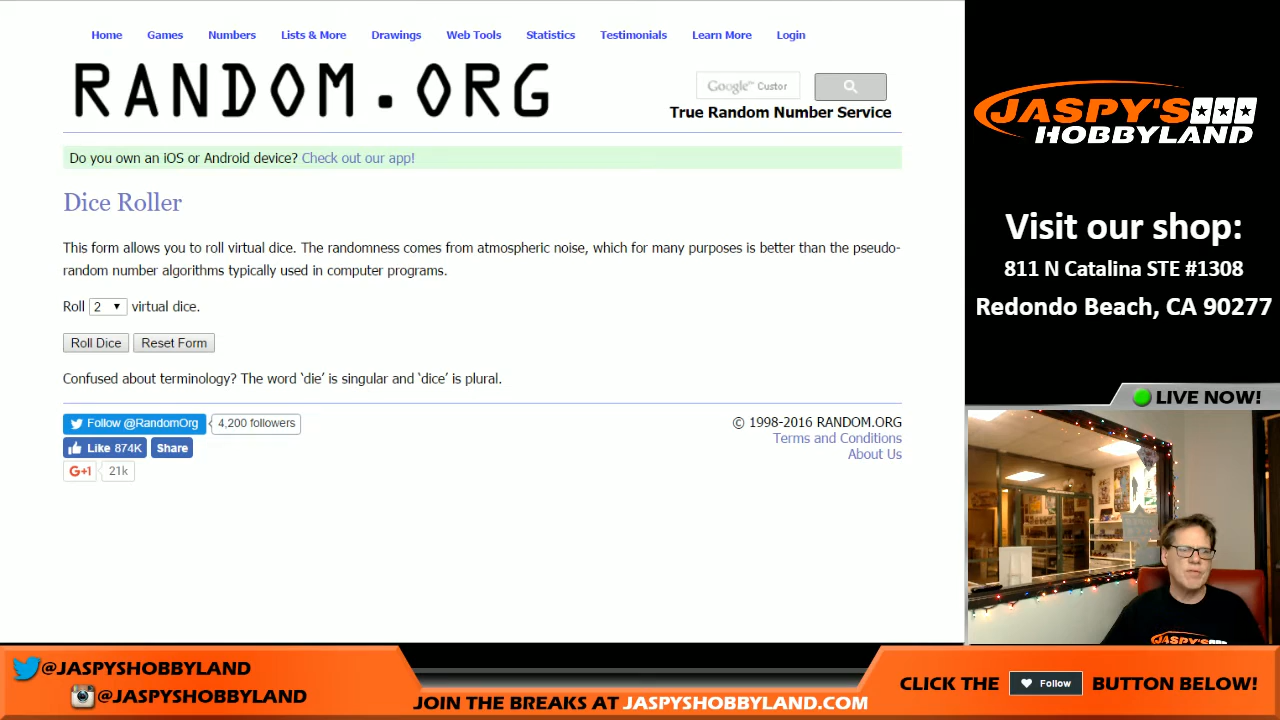 Home Games Numbers Lists & More Drawings Web Tools Statistics Testimonials Learn More Login
RANDOM.ORG
Google™ Custor
True Random Number Service
Do you own an iOS or Android device? Check out our app!
Dice Roller
This form allows you to roll virtual dice. The randomness comes from atmospheric noise, which for many purposes is better than the pseudo-
random number algorithms typically used in computer programs.
Roll 2 virtual dice.
Roll Dice Reset Form
Confused about terminology? The word ‘die’ is singular and ‘dice’ is plural.
Follow @RandomOrg 4,200 followers
Like 874K Share
G+1 21k
© 1998-2016 RANDOM.ORG
Terms and Conditions
About Us
JASPY'S
HOBBYLAND
Visit our shop:
811 N Catalina STE #1308
Redondo Beach, CA 90277
LIVE NOW!
JASPY'S
@JASPYSHOBBYLAND
@JASPYSHOBBYLAND
JOIN THE BREAKS AT JASPYSHOBBYLAND.COM
CLICK THE Follow BUTTON BELOW!